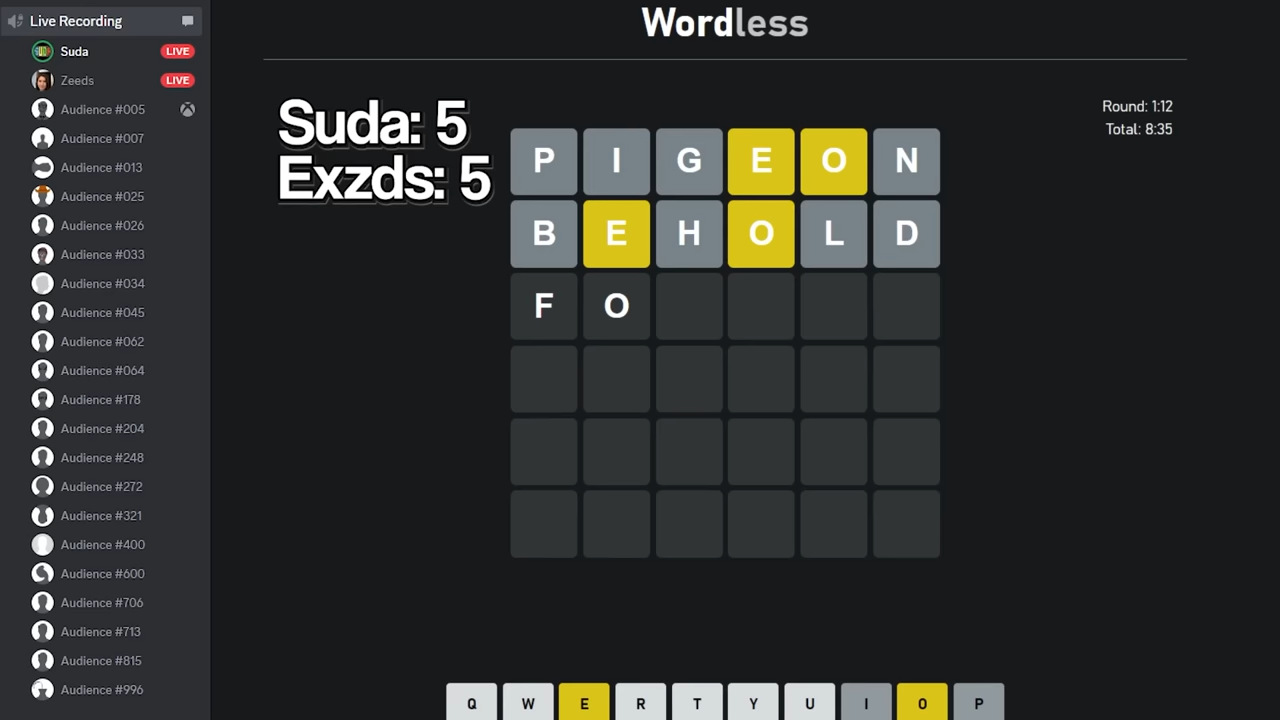 Live Recording
Suda LIVE
Zeeds LIVE
Audience #005
Audience #007
Audience #013
Audience #025
Audience #026
Audience #033
Audience #034
Audience #045
Audience #062
Audience #064
Audience #178
Audience #204
Audience #248
Audience #272
Audience #321
Audience #400
Audience #600
Audience #706
Audience #713
Audience #815
Audience #996
Wordless
Suda: 5
Exzds: 5
Round: 1:12
Total: 8:35
P I G E O N
B E H O L D
F O
Q W E R T Y U I O P